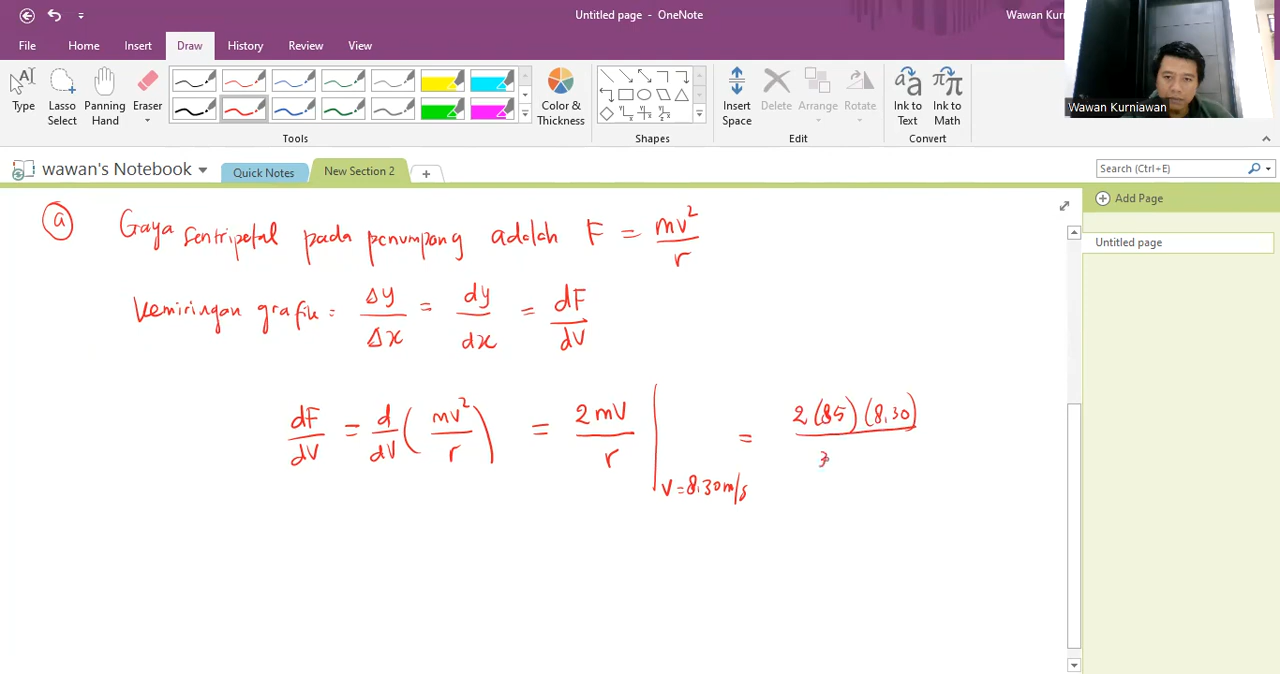 Untitled page - OneNote
Wawan Kur
File Home Insert Draw History Review View
Type
Lasso Select
Panning Hand
Eraser
Color & Thickness
Insert Space
Delete
Arrange
Rotate
Ink to Text
Ink to Math
Tools
Shapes
Edit
Convert
Wawan Kurniawan
wawan's Notebook
Quick Notes
New Section 2
Search (Ctrl+E)
Add Page
Untitled page
a Gaya Sentripetal pada penumpang adalah F = mv²/r
Kemiringan grafik = Δy/Δx = dy/dx = dF/dV
dF/dV = d/dV (mv²/r) = 2mV/r | V = 8.30 m/s = 2(85)(8.30)/3